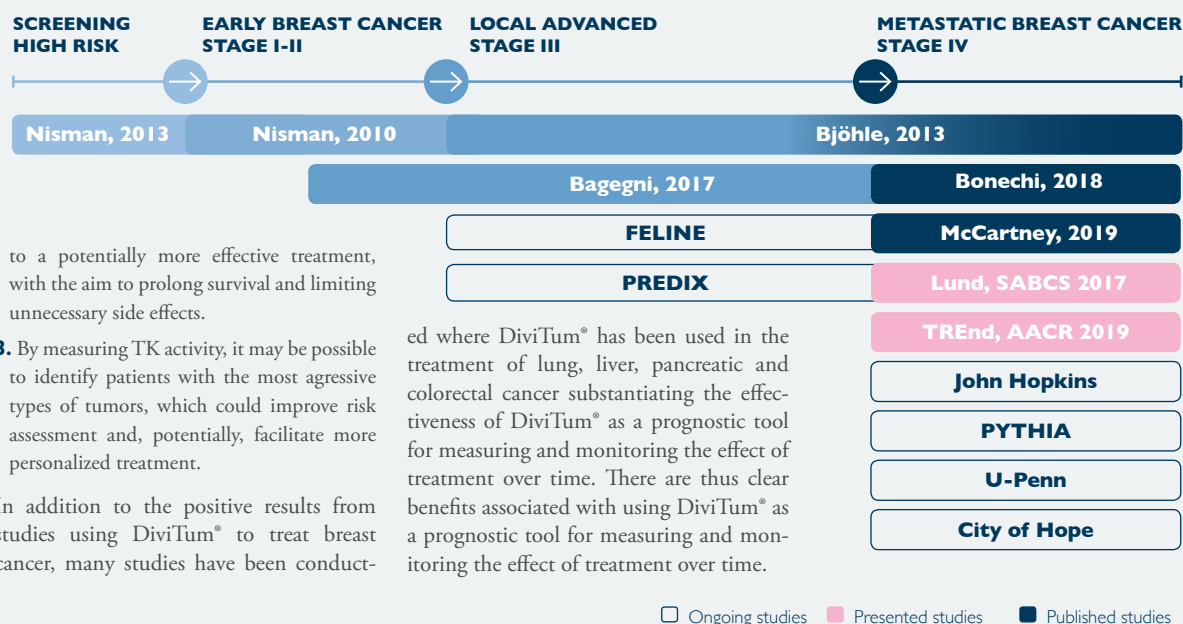 SCREENING
HIGH RISK
EARLY BREAST CANCER
STAGE I-II
LOCAL ADVANCED
STAGE III
METASTATIC BREAST CANCER
STAGE IV
Nisman, 2013
Nisman, 2010
Bjöhle, 2013
Bagegni, 2017
Bonechi, 2018
FELINE
McCartney, 2019
PREDIX
Lund, SABCS 2017
TREnd, AACR 2019
John Hopkins
PYTHIA
U-Penn
City of Hope
to a potentially more effective treatment,
with the aim to prolong survival and limiting
unnecessary side effects.
3. By measuring TK activity, it may be possible
to identify patients with the most agressive
types of tumors, which could improve risk
assessment and, potentially, facilitate more
personalized treatment.
In addition to the positive results from
studies using DiviTum® to treat breast
cancer, many studies have been conduct-
ed where DiviTum® has been used in the
treatment of lung, liver, pancreatic and
colorectal cancer substantiating the effec-
tiveness of DiviTum® as a prognostic tool
for measuring and monitoring the effect of
treatment over time. There are thus clear
benefits associated with using DiviTum® as
a prognostic tool for measuring and mon-
itoring the effect of treatment over time.
Ongoing studies
Presented studies
Published studies